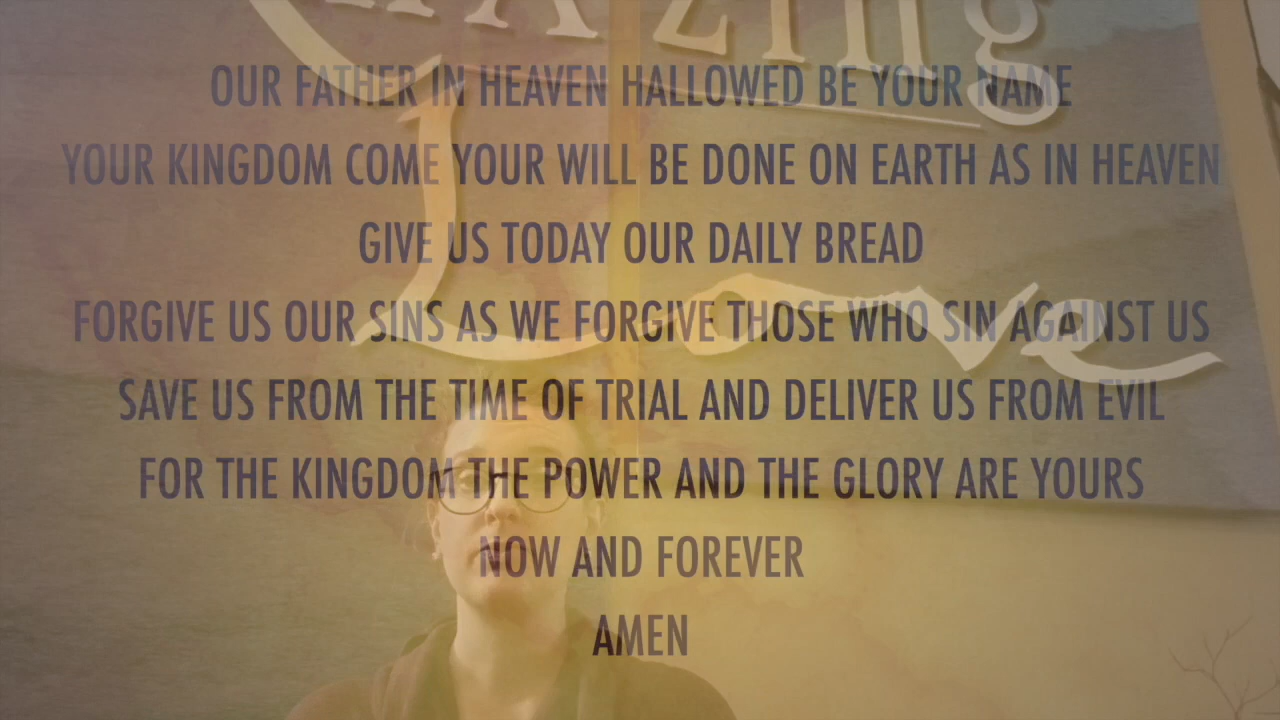 azing
Love
OUR FATHER IN HEAVEN HALLOWED BE YOUR NAME
YOUR KINGDOM COME YOUR WILL BE DONE ON EARTH AS IN HEAVEN
GIVE US TODAY OUR DAILY BREAD
FORGIVE US OUR SINS AS WE FORGIVE THOSE WHO SIN AGAINST US
SAVE US FROM THE TIME OF TRIAL AND DELIVER US FROM EVIL
FOR THE KINGDOM THE POWER AND THE GLORY ARE YOURS
NOW AND FOREVER
AMEN